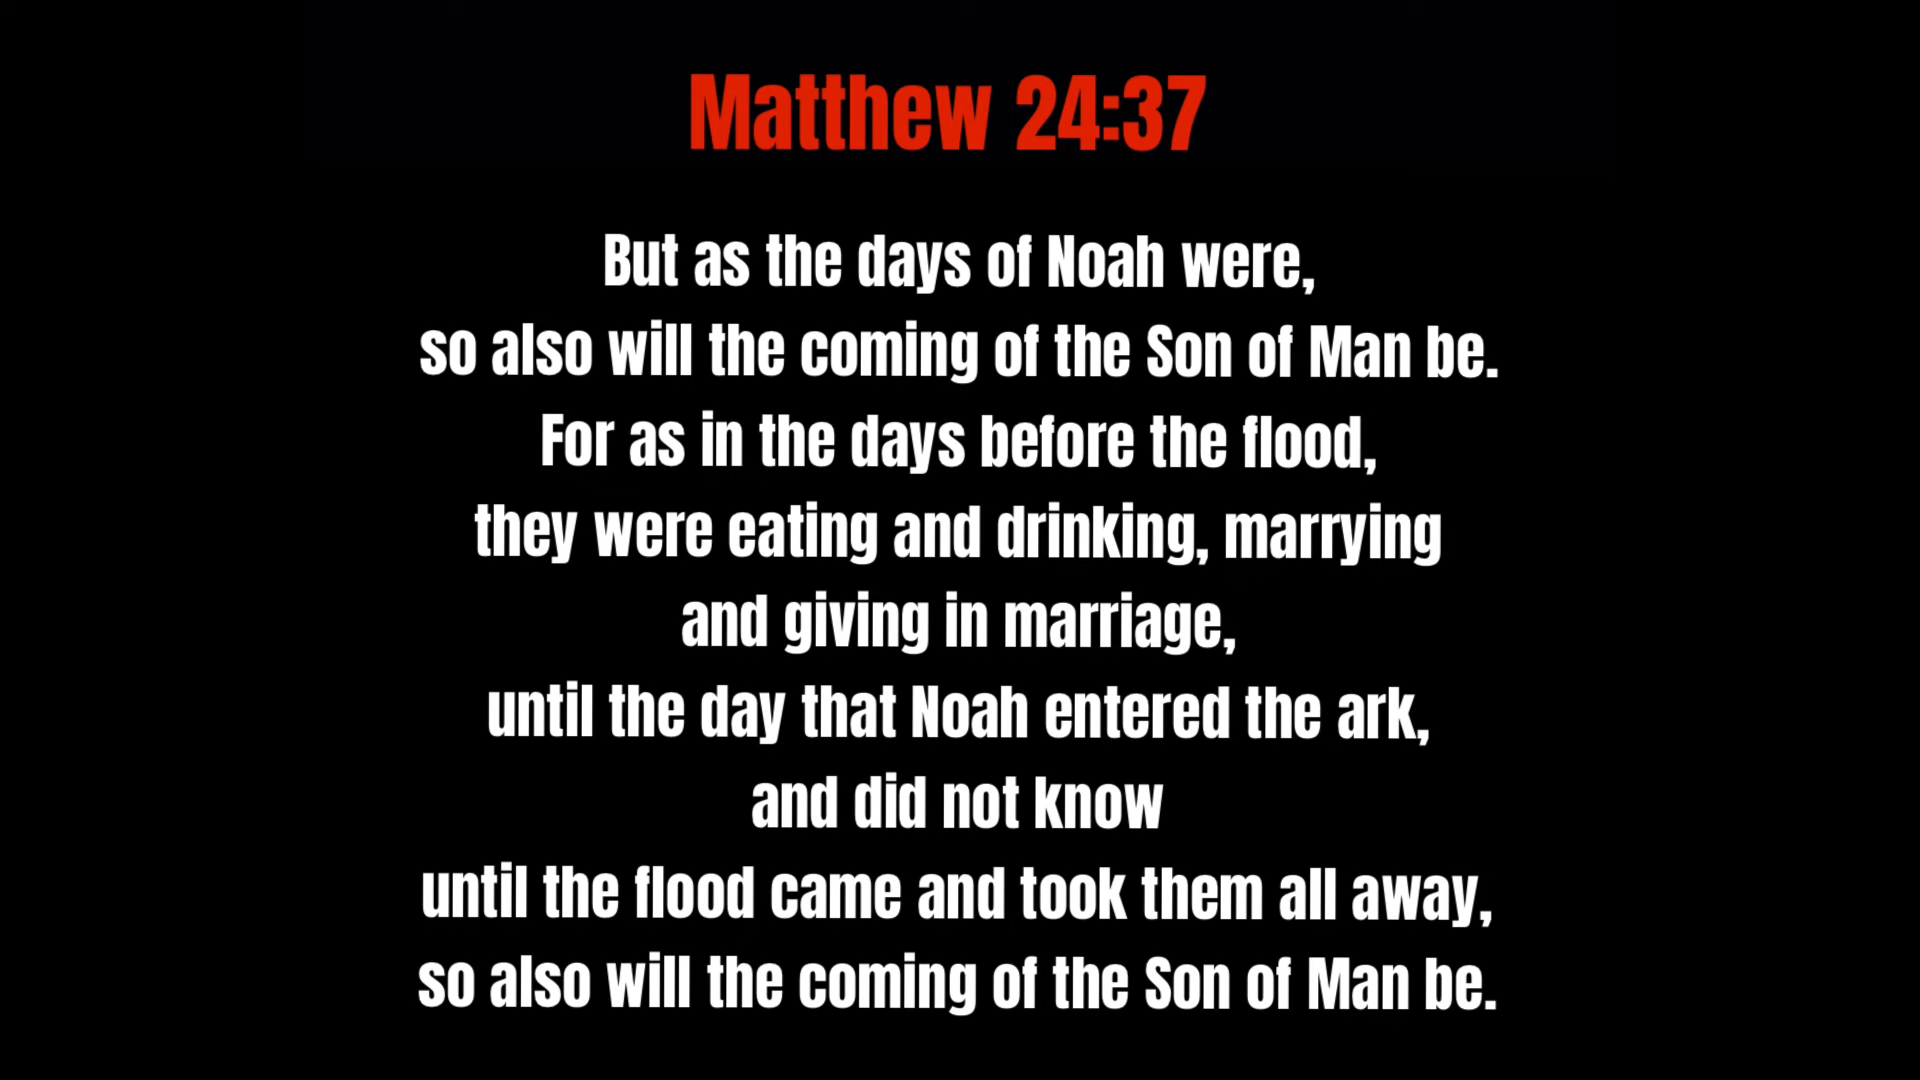 Matthew 24:37
But as the days of Noah were,
so also will the coming of the Son of Man be.
For as in the days before the flood,
they were eating and drinking, marrying
and giving in marriage,
until the day that Noah entered the ark,
and did not know
until the flood came and took them all away,
so also will the coming of the Son of Man be.